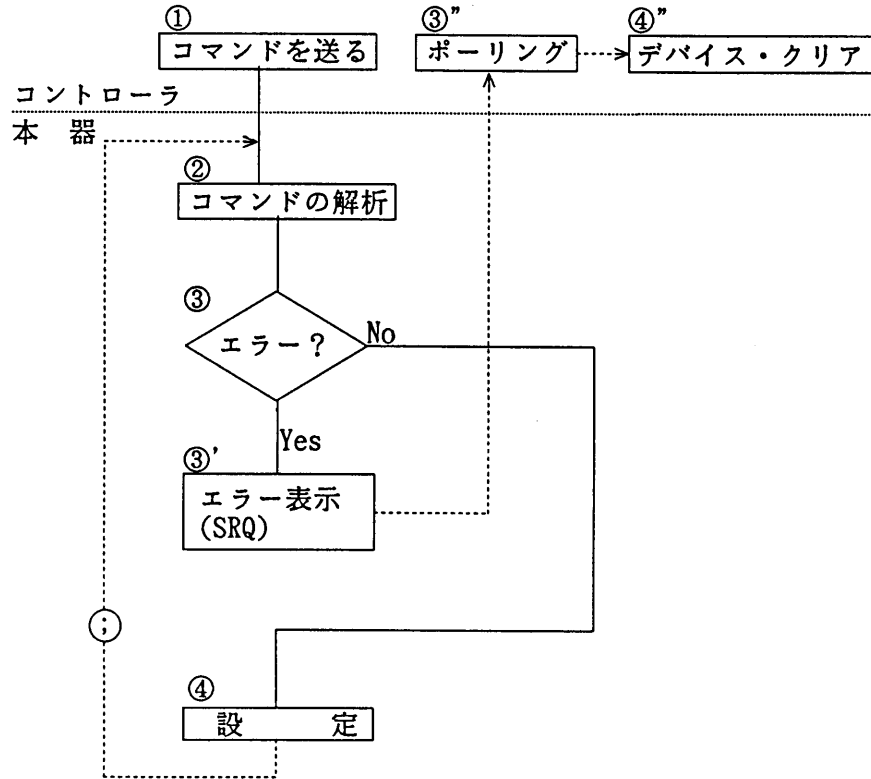 ①
コマンドを送る
③”
ポーリング
④”
デバイス・クリア
コントローラ
本 器
②
コマンドの解析
③
エラー？
No
Yes
③'
エラー表示
(SRQ)
;
④
設 定